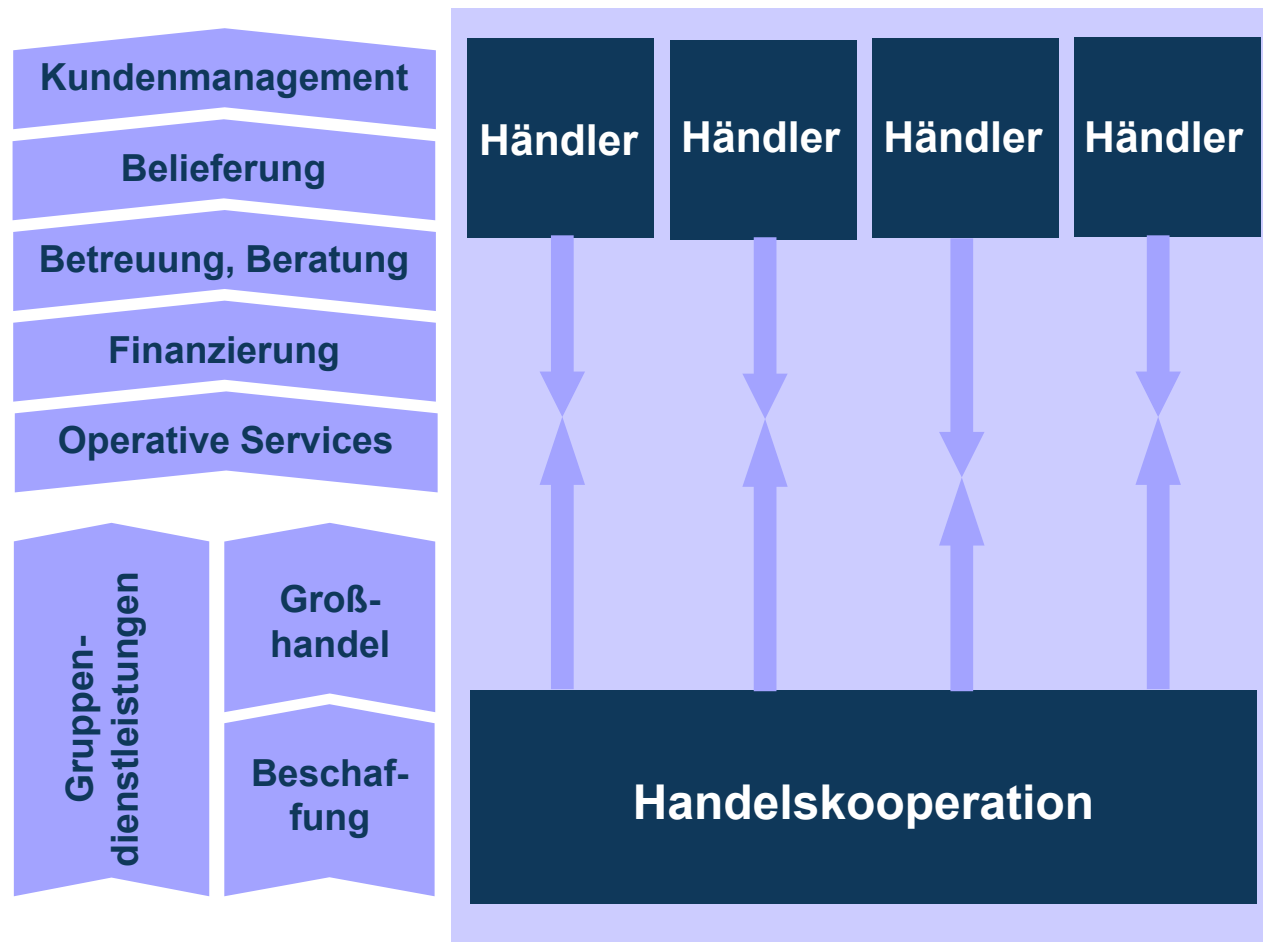 Kundenmanagement
Belieferung
Betreuung, Beratung
Finanzierung
Operative Services
Gruppen-
dienstleistungen
Groß-
handel
Beschaf-
fung
Händler
Händler
Händler
Händler
Handelskooperation